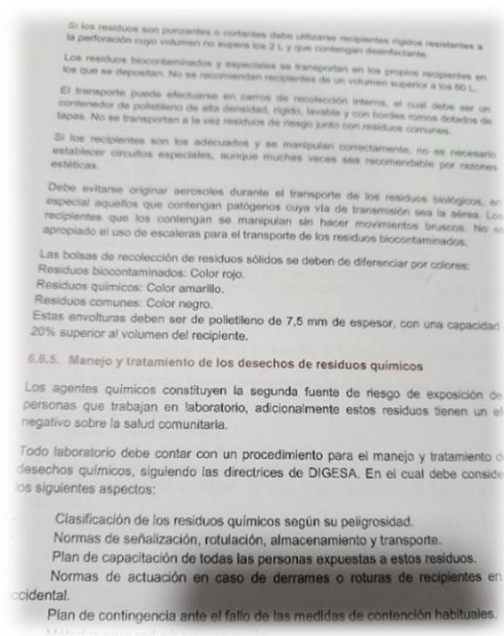 Si los residuos son punzantes o cortantes debe utilizarse recipientes rígidos resistentes a
la perforación cuyo volumen no supere los 2 L y que contengan desinfectante.
Los residuos biocontaminados y especiales se transportan en los propios recipientes en
los que se depositan. No se recomiendan recipientes de un volumen superior a los 60 L.
El transporte puede efectuarse en carros de recolección interna, el cual debe ser un
contenedor de polietileno de alta densidad, rígido, lavable y con bordes romos dotados de
tapas. No se transportan a la vez residuos de riesgo junto con residuos comunes.
Si los recipientes son los adecuados y se manipulan correctamente, no es necesario
establecer circuitos especiales, aunque muchas veces sea recomendable por razones
estéticas.
Debe evitarse originar aerosoles durante el transporte de los residuos biológicos, en
especial aquellos que contengan patógenos cuya vía de transmisión sea la aérea. Los
recipientes que los contengan se manipulan sin hacer movimientos bruscos. No es
apropiado el uso de escaleras para el transporte de los residuos biocontaminados.
Las bolsas de recolección de residuos sólidos se deben de diferenciar por colores:
Residuos biocontaminados: Color rojo.
Residuos químicos: Color amarillo.
Residuos comunes: Color negro.
Estas envolturas deben ser de polietileno de 7,5 mm de espesor, con una capacidad
20% superior al volumen del recipiente.
6.6.5. Manejo y tratamiento de los desechos de residuos químicos
Los agentes químicos constituyen la segunda fuente de riesgo de exposición de
personas que trabajan en laboratorio, adicionalmente estos residuos tienen un ef
negativo sobre la salud comunitaria.
Todo laboratorio debe contar con un procedimiento para el manejo y tratamiento d
desechos químicos, siguiendo las directrices de DIGESA. En el cual debe conside
los siguientes aspectos:
Clasificación de los residuos químicos según su peligrosidad.
Normas de señalización, rotulación, almacenamiento y transporte.
Plan de capacitación de todas las personas expuestas a estos residuos.
Normas de actuación en caso de derrames o roturas de recipientes en
ccidental.
Plan de contingencia ante el fallo de las medidas de contención habituales.